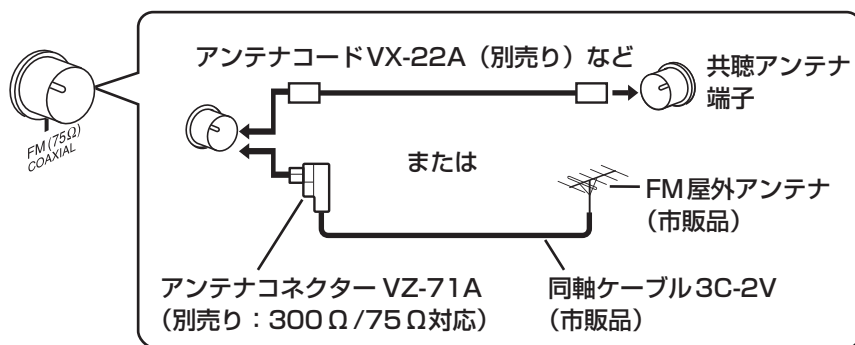 アンテナコードVX-22A（別売り）など
共聴アンテナ
端子
FM (75Ω)
COAXIAL
または
FM屋外アンテナ
（市販品）
アンテナコネクター VZ-71A
（別売り：300Ω/75Ω対応）
同軸ケーブル3C-2V
（市販品）